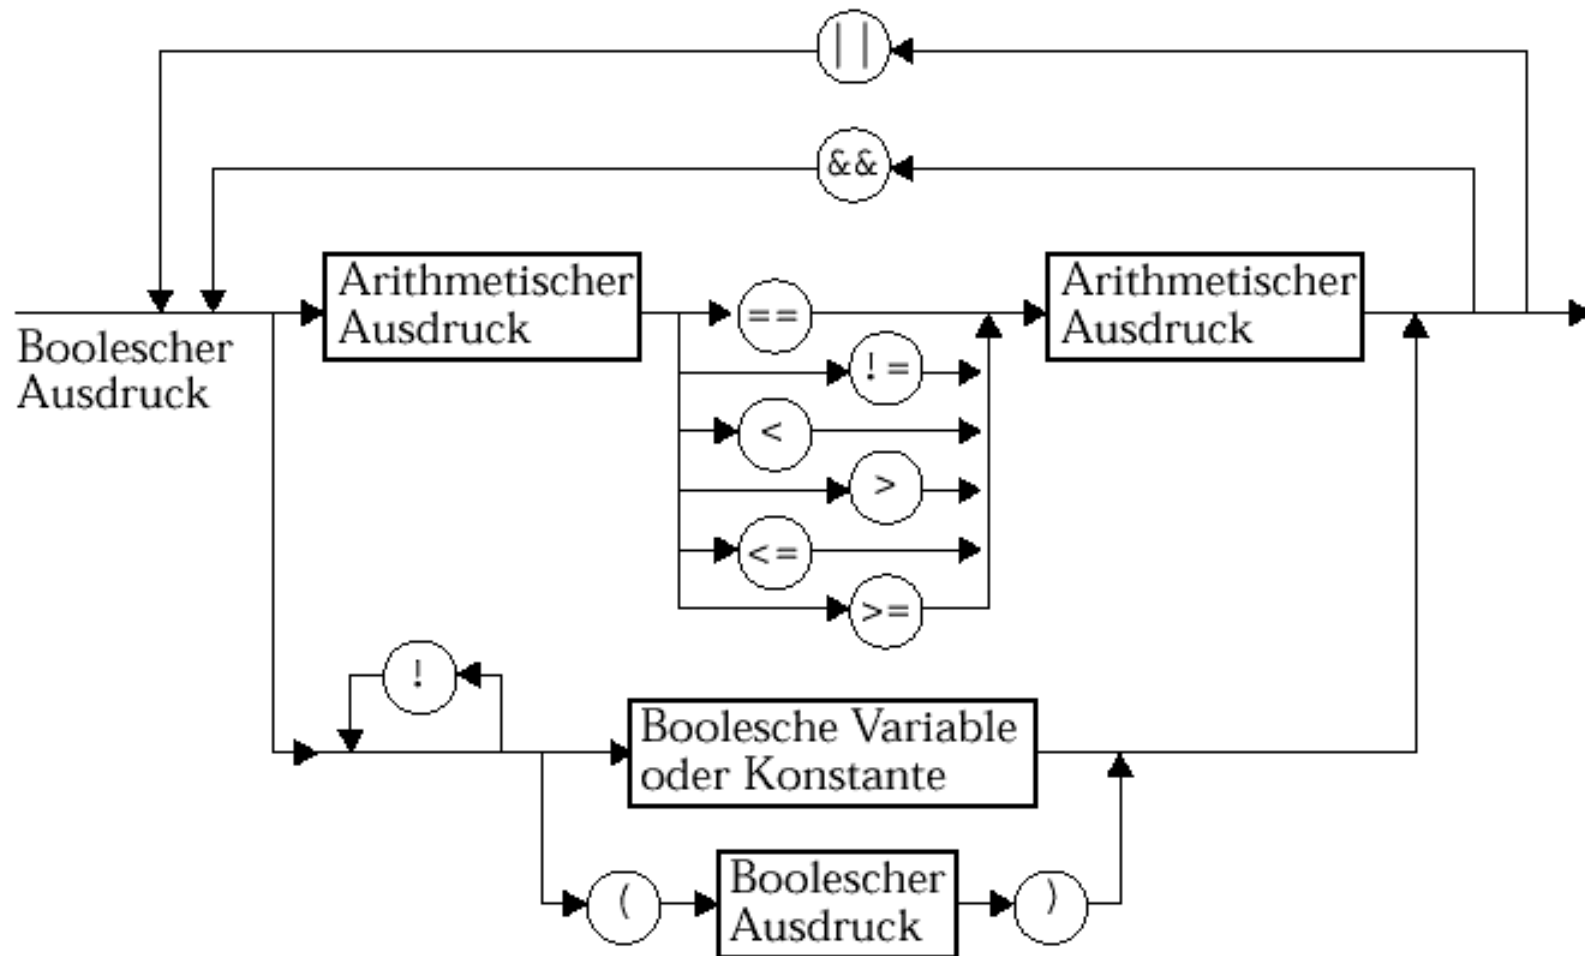 ||
&&
Arithmetischer
Ausdruck
==
Arithmetischer
Ausdruck
Boolescher
Ausdruck
!=
<
>
<=
>=
!
Boolesche Variable
oder Konstante
(
Boolescher
Ausdruck
)